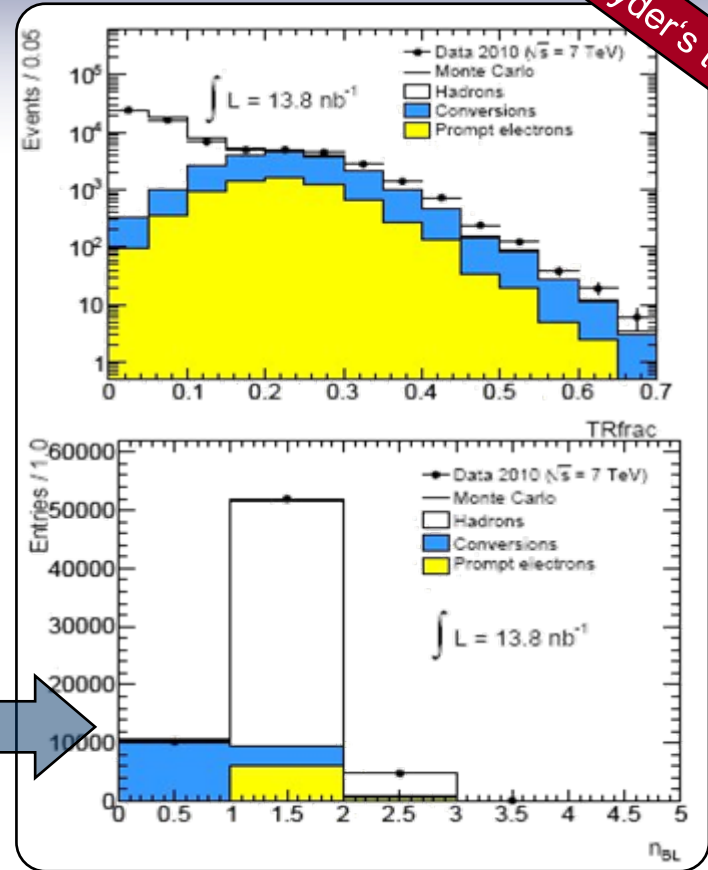 yder's
Events / 0.05
10⁵
10⁴
10³
10²
10
1
Data 2010 (√s = 7 TeV)
Monte Carlo
Hadrons
Conversions
Prompt electrons
∫ L = 13.8 nb⁻¹
0 0.1 0.2 0.3 0.4 0.5 0.6 0.7
TRfrac
Entries / 1.0
60000
50000
40000
30000
20000
10000
0
Data 2010 (√s = 7 TeV)
Monte Carlo
Hadrons
Conversions
Prompt electrons
∫ L = 13.8 nb⁻¹
0 0.5 1 1.5 2 2.5 3 3.5 4 4.5 5
n_BL